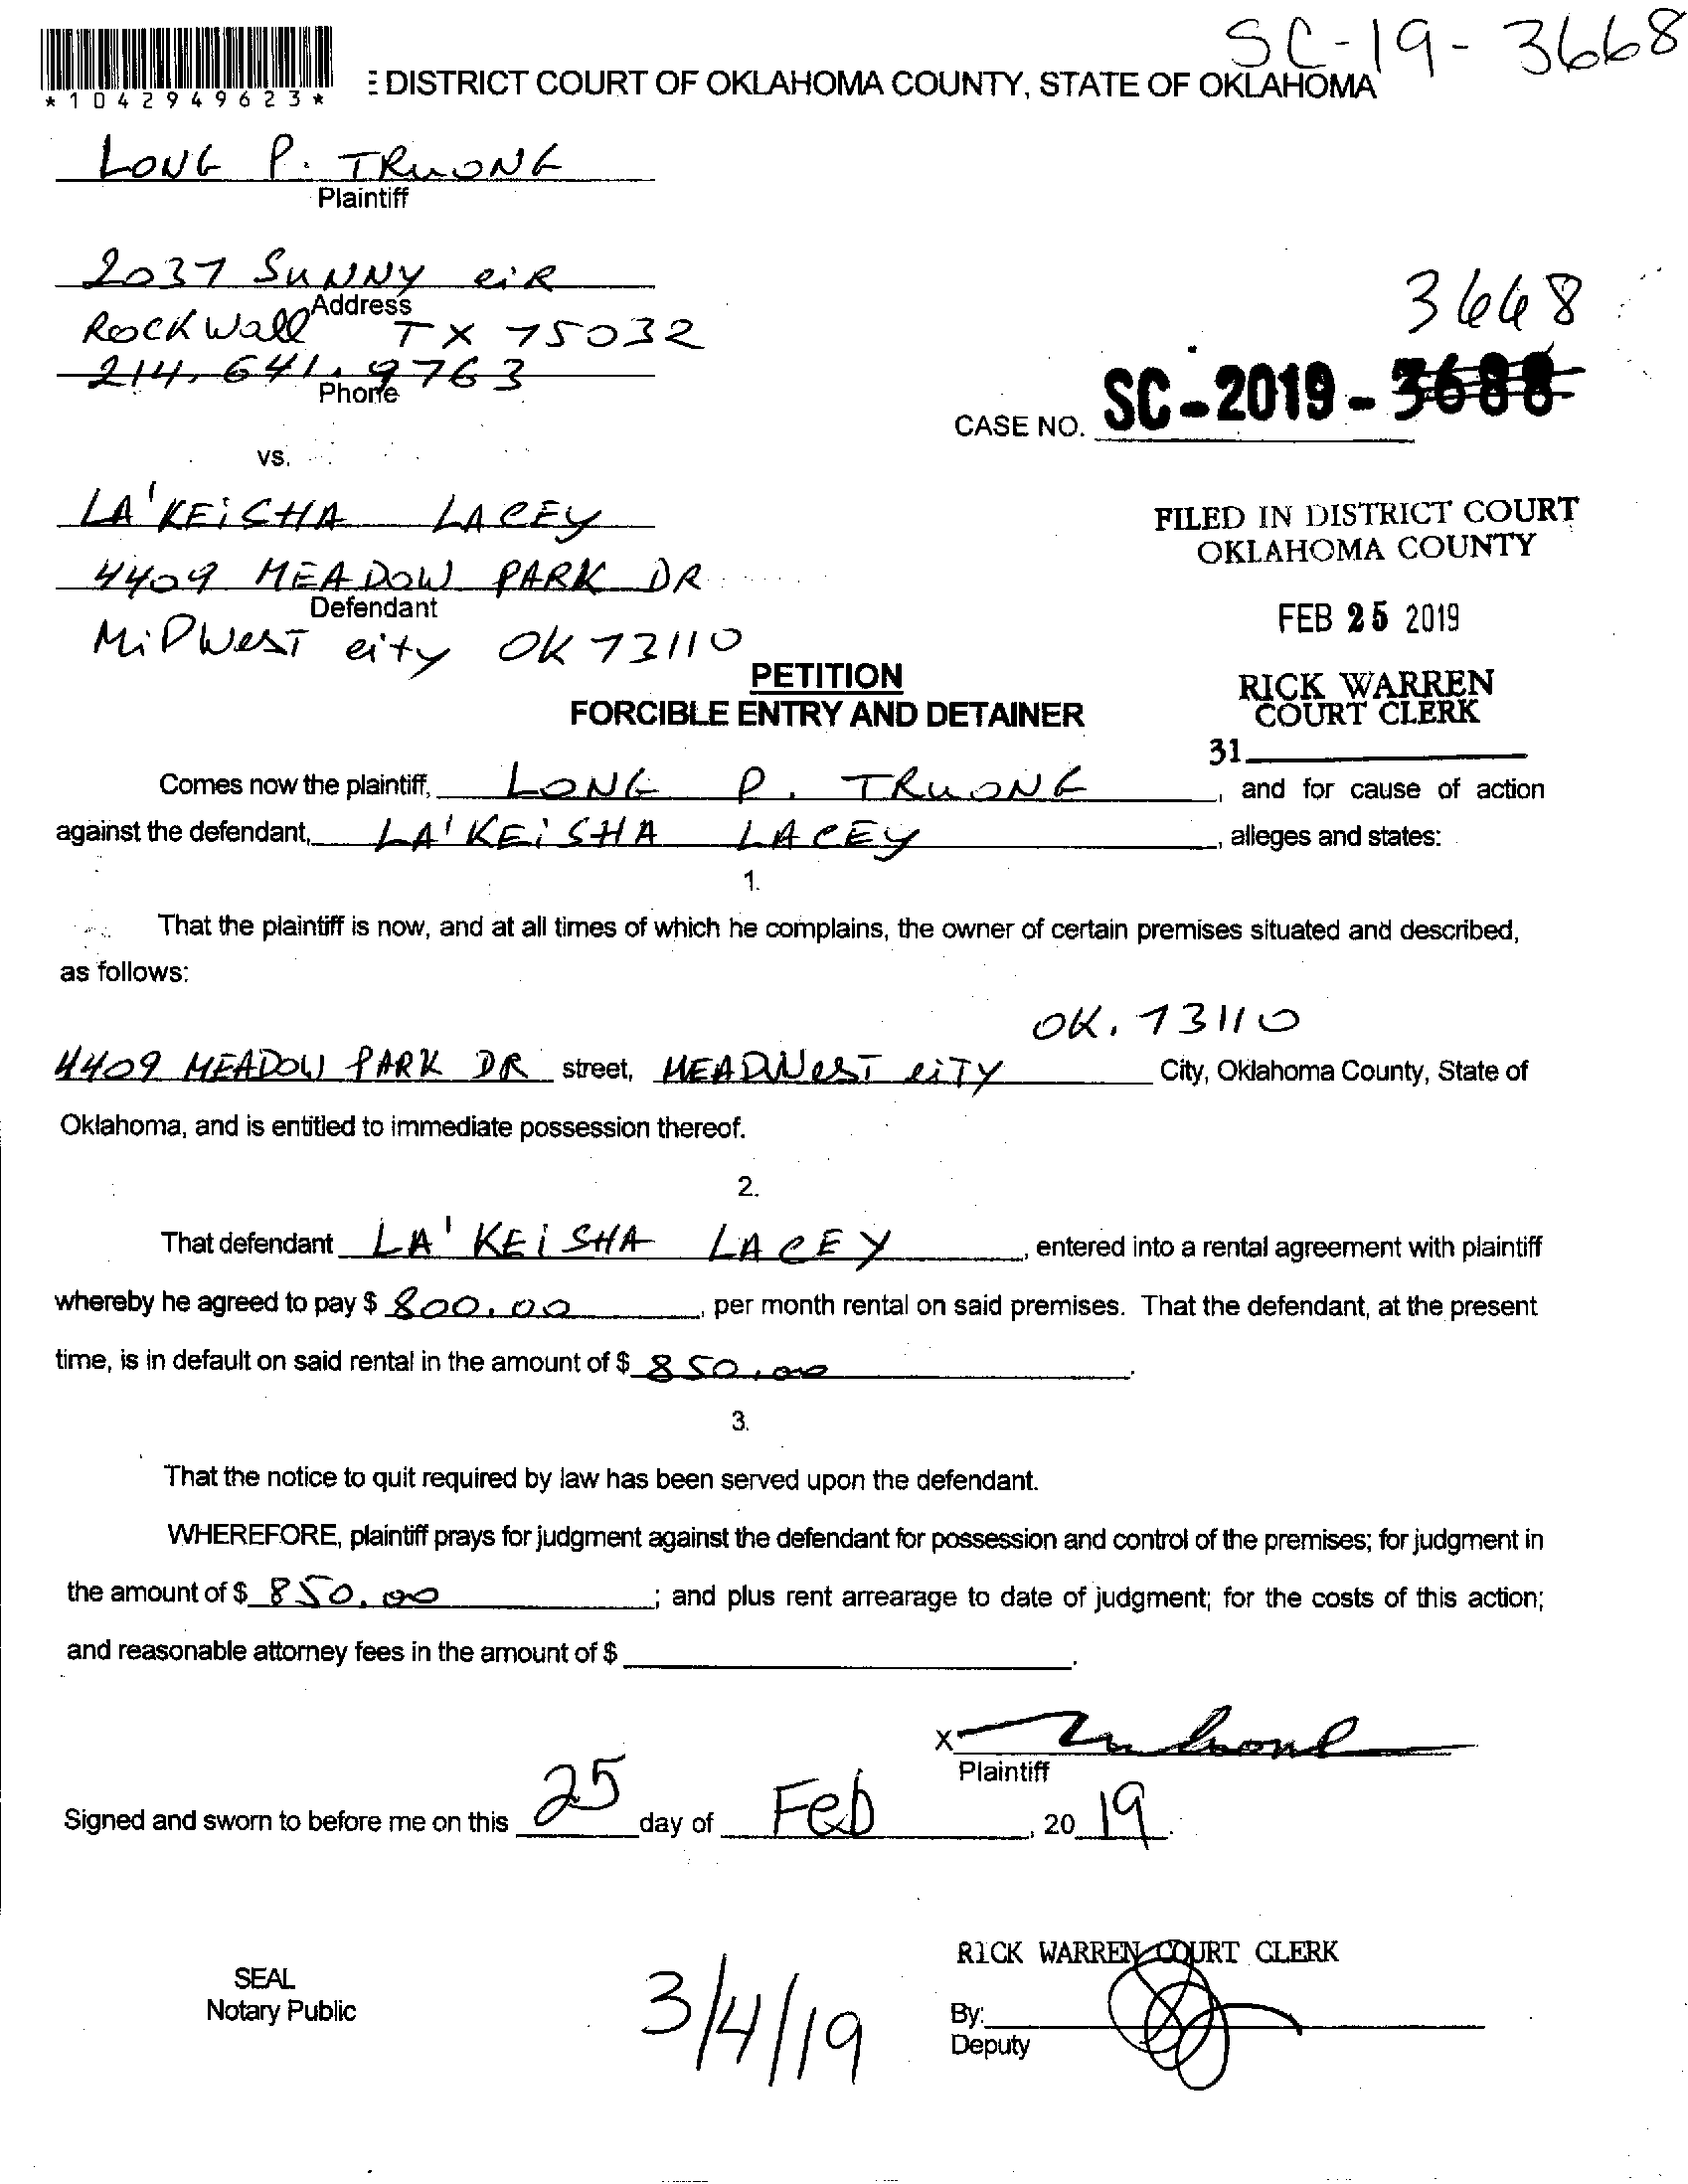 SC-19-3668
*1042949623*
E DISTRICT COURT OF OKLAHOMA COUNTY, STATE OF OKLAHOMA
LONG P. TRUONG
Plaintiff
2037 SUNNY CIR
Address
ROCKWALL TX 75032
214.641.9763
Phone
3668
CASE NO. SC-2019-3688
vs.
LA'KEISHA LACEY
FILED IN DISTRICT COURT
OKLAHOMA COUNTY
4409 MEADOW PARK DR
Defendant
FEB 25 2019
MIDWEST CITY OK 73110
PETITION
RICK WARREN
FORCIBLE ENTRY AND DETAINER
COURT CLERK
31
Comes now the plaintiff, LONG P. TRUONG, and for cause of action
against the defendant, LA'KEISHA LACEY, alleges and states:
1.
That the plaintiff is now, and at all times of which he complains, the owner of certain premises situated and described,
as follows:
OK. 73110
4409 MEADOW PARK DR street, MEADWEST CITY City, Oklahoma County, State of
Oklahoma, and is entitled to immediate possession thereof.
2.
That defendant LA'KEISHA LACEY, entered into a rental agreement with plaintiff
whereby he agreed to pay $ 800.00, per month rental on said premises. That the defendant, at the present
time, is in default on said rental in the amount of $ 850.00.
3.
That the notice to quit required by law has been served upon the defendant.
WHEREFORE, plaintiff prays for judgment against the defendant for possession and control of the premises; for judgment in
the amount of $ 850.00; and plus rent arrearage to date of judgment; for the costs of this action;
and reasonable attorney fees in the amount of $ .
X
Plaintiff
Signed and sworn to before me on this 25 day of Feb, 2019.
RICK WARREN COURT CLERK
SEAL
Notary Public
3/4/19
By:
Deputy